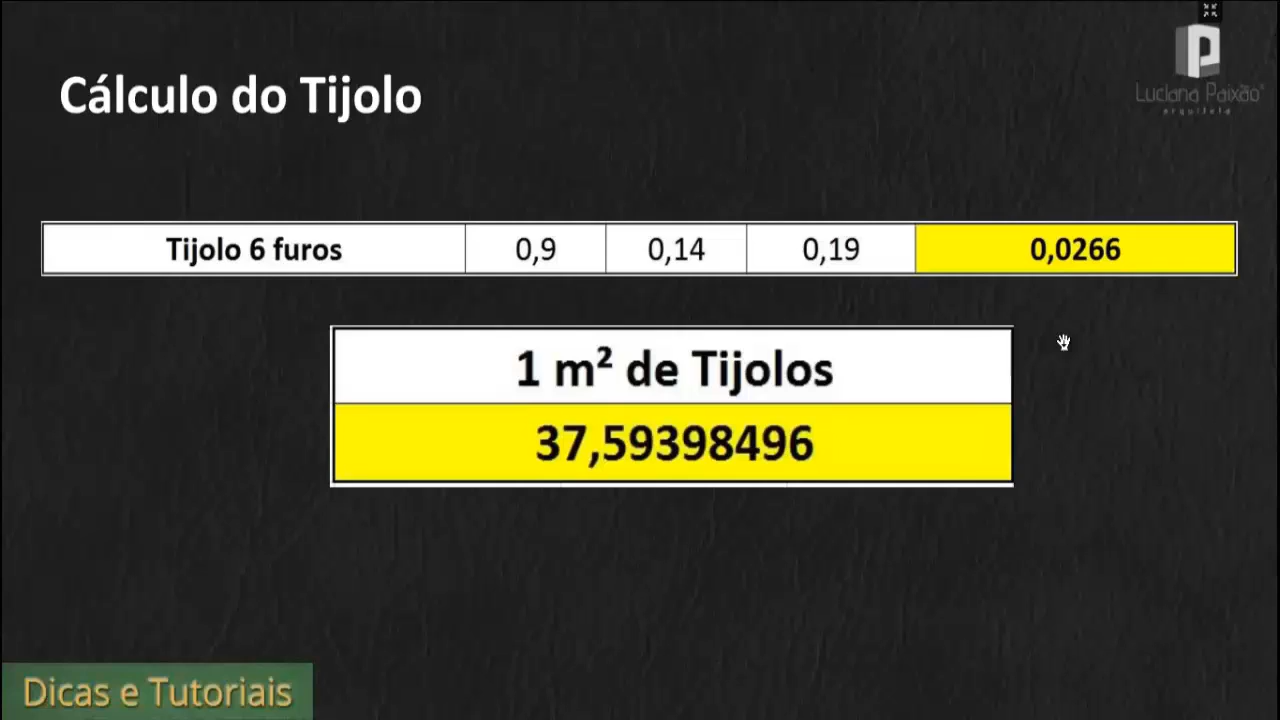 Luciana Paixão
arquiteta
Cálculo do Tijolo
Tijolo 6 furos 0,9 0,14 0,19 0,0266
1 m² de Tijolos
37,59398496
Dicas e Tutoriais